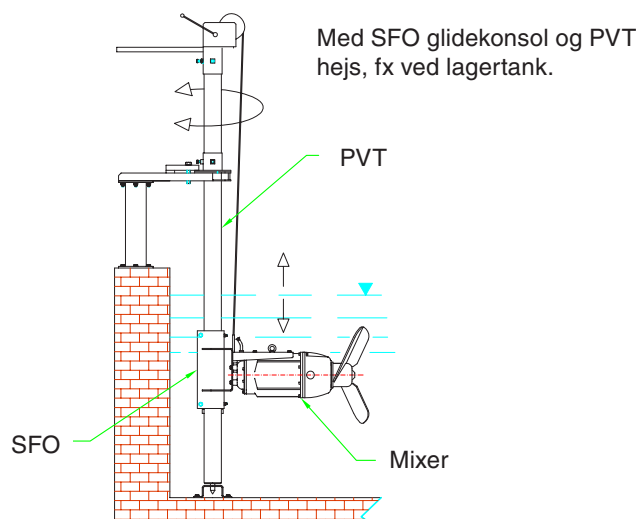 Med SFO glidekonsol og PVT
hejs, fx ved lagertank.
PVT
SFO
Mixer